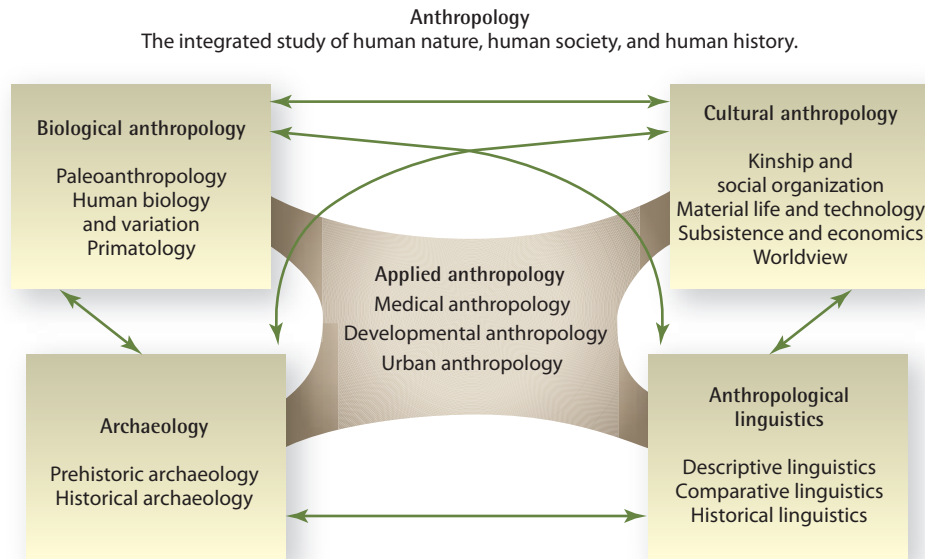 Anthropology
The integrated study of human nature, human society, and human history.
Biological anthropology
Paleoanthropology
Human biology
and variation
Primatology
Cultural anthropology
Kinship and
social organization
Material life and technology
Subsistence and economics
Worldview
Applied anthropology
Medical anthropology
Developmental anthropology
Urban anthropology
Archaeology
Prehistoric archaeology
Historical archaeology
Anthropological
linguistics
Descriptive linguistics
Comparative linguistics
Historical linguistics